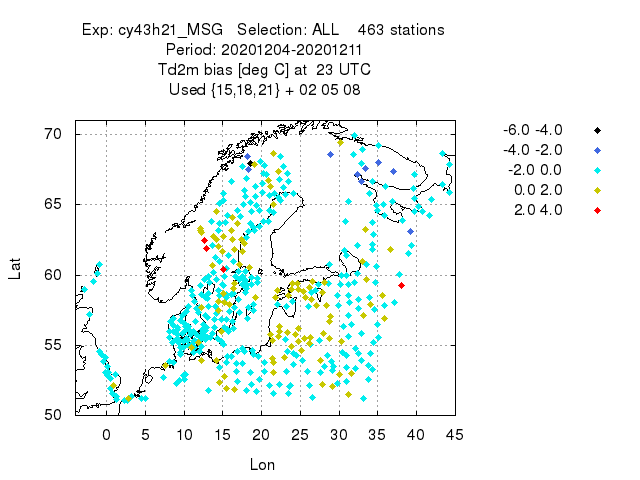 Exp: cy43h21_MSG   Selection: ALL    463 stations
Period: 20201204-20201211
Td2m bias [deg C] at  23 UTC
Used {15,18,21} + 02 05 08
-6.0 -4.0
-4.0 -2.0
-2.0 0.0
0.0 2.0
2.0 4.0
Lat
70
65
60
55
50
0 5 10 15 20 25 30 35 40 45
Lon